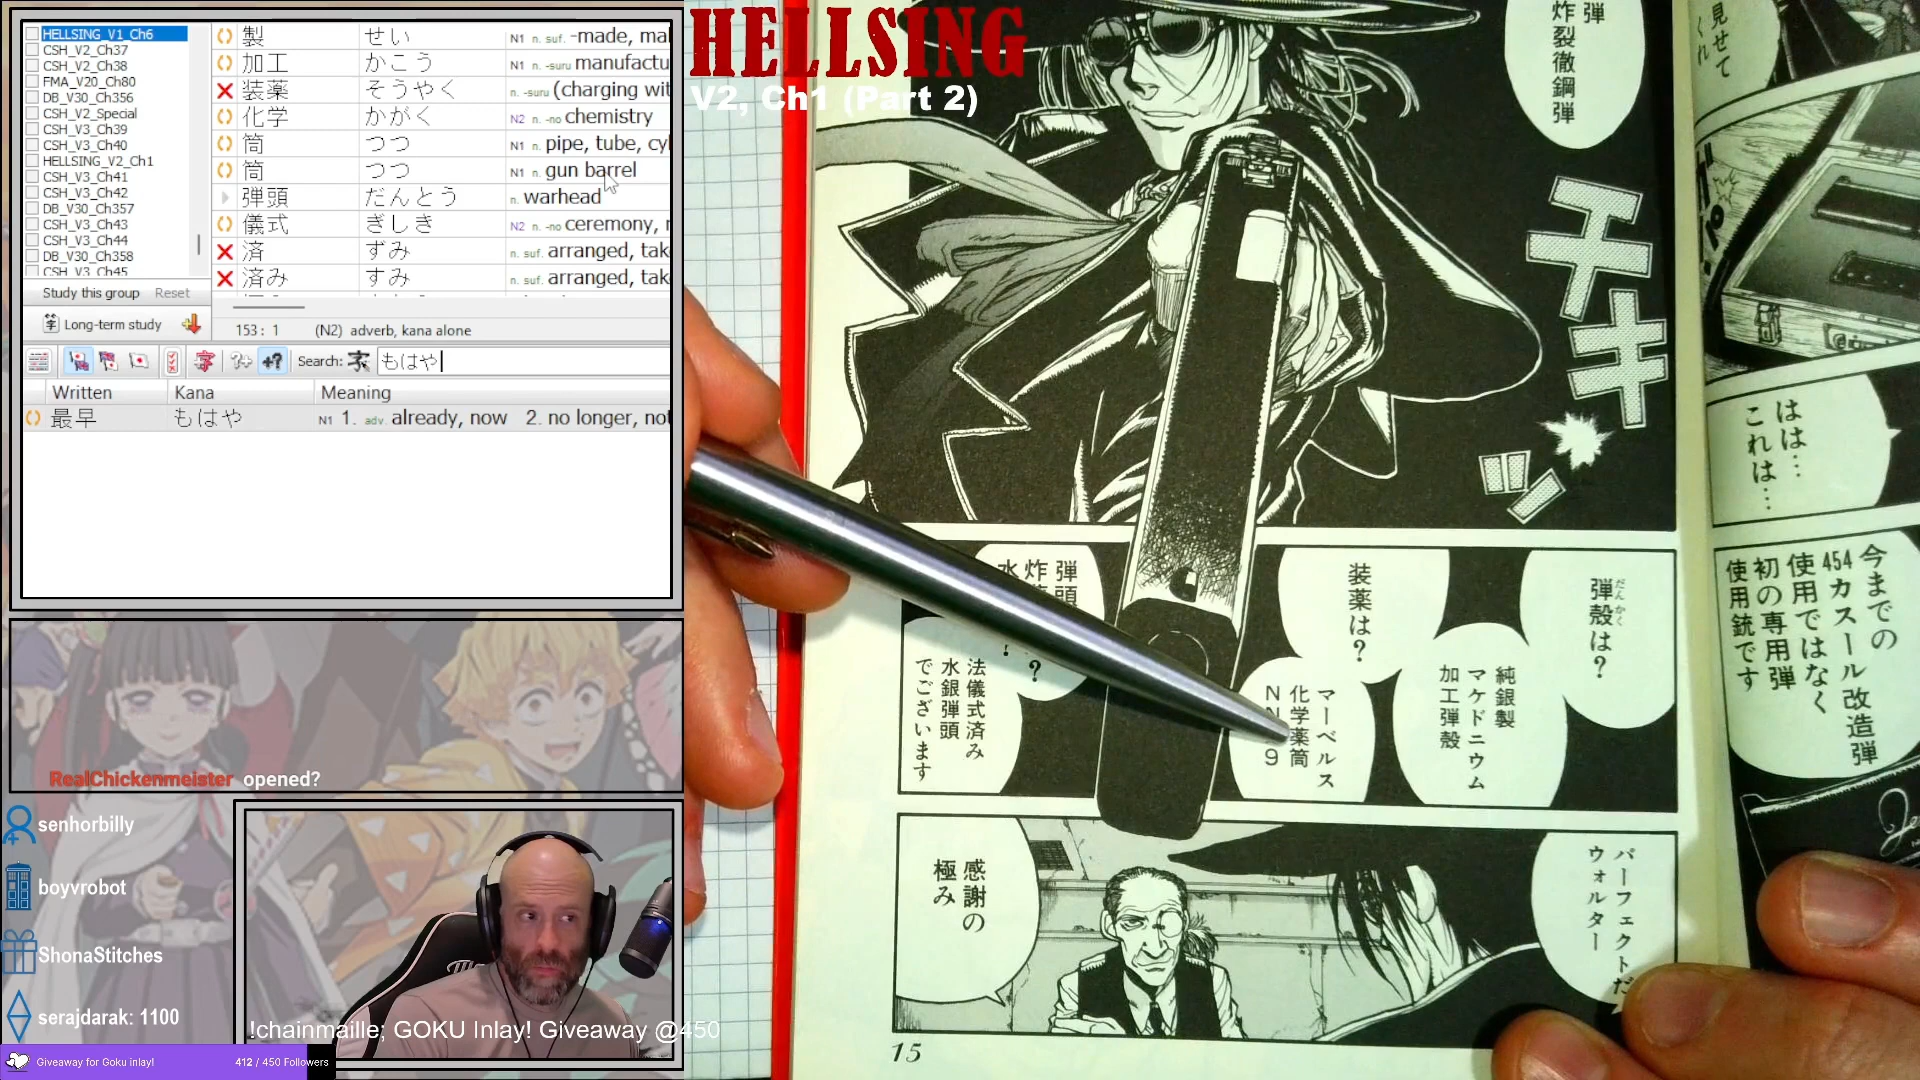 HELLSING_V1_Ch6
CSH_V2_Ch37
CSH_V2_Ch38
FMA_V20_Ch80
DB_V30_Ch356
CSH_V2_Special
CSH_V3_Ch39
CSH_V3_Ch40
HELLSING_V2_Ch1
CSH_V3_Ch41
CSH_V3_Ch42
DB_V30_Ch357
CSH_V3_Ch43
CSH_V3_Ch44
DB_V30_Ch358
CSH_V3_Ch45
Study this group Reset
Long-term study
製 せい N1 n. suf. -made, mal
加工 かこう N1 n. -suru manufactu
装薬 そうやく n. -suru (charging wit
化学 かがく N2 n. -no chemistry
筒 つつ N1 n. pipe, tube, cyl
筒 つつ N1 n. gun barrel
弾頭 だんとう n. warhead
儀式 ぎしき N2 n. -no ceremony, r
済 ずみ n. suf. arranged, tak
済み すみ n. suf. arranged, tak
153: 1 (N2) adverb, kana alone
Search: もはや
Written Kana Meaning
最早 もはや N1 1. adv. already, now 2. no longer, not
RealChickenmeister opened?
senhorbilly
boyvrobot
ShonaStitches
serajdarak: 1100
!chainmaille; GOKU Inlay! Giveaway @450
Giveaway for Goku inlay! 412 / 450 Followers
HELLSING
V2, Ch1 (Part 2)
見せて
くれ
はは…
これは…
今までの
454カスール改造弾
使用ではなく
初の専用弾
使用銃です
弾
炸裂徹鋼弾
チキ
ッ
弾殻は?
だんかく
純銀製
マケドニウム
加工弾殻
装薬は?
マーベルス
化学薬筒
NN 9
弾頭
炸
水
?
法儀式済み
水銀弾頭
でございます
パーフェクトだ
ウォルター
感謝の
極み
15